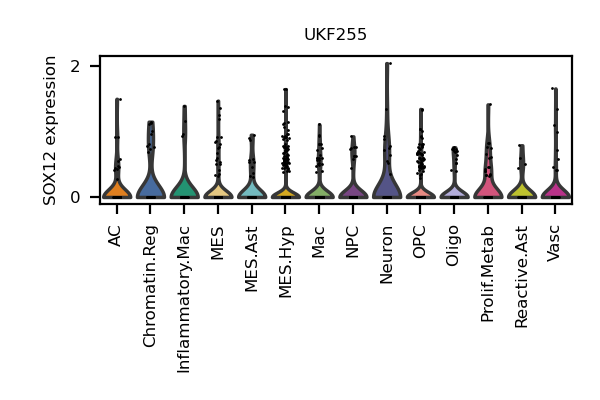 UKF255
SOX12 expression
2
0
AC
Chromatin.Reg
Inflammatory.Mac
MES
MES.Ast
MES.Hyp
Mac
NPC
Neuron
OPC
Oligo
Prolif.Metab
Reactive.Ast
Vasc